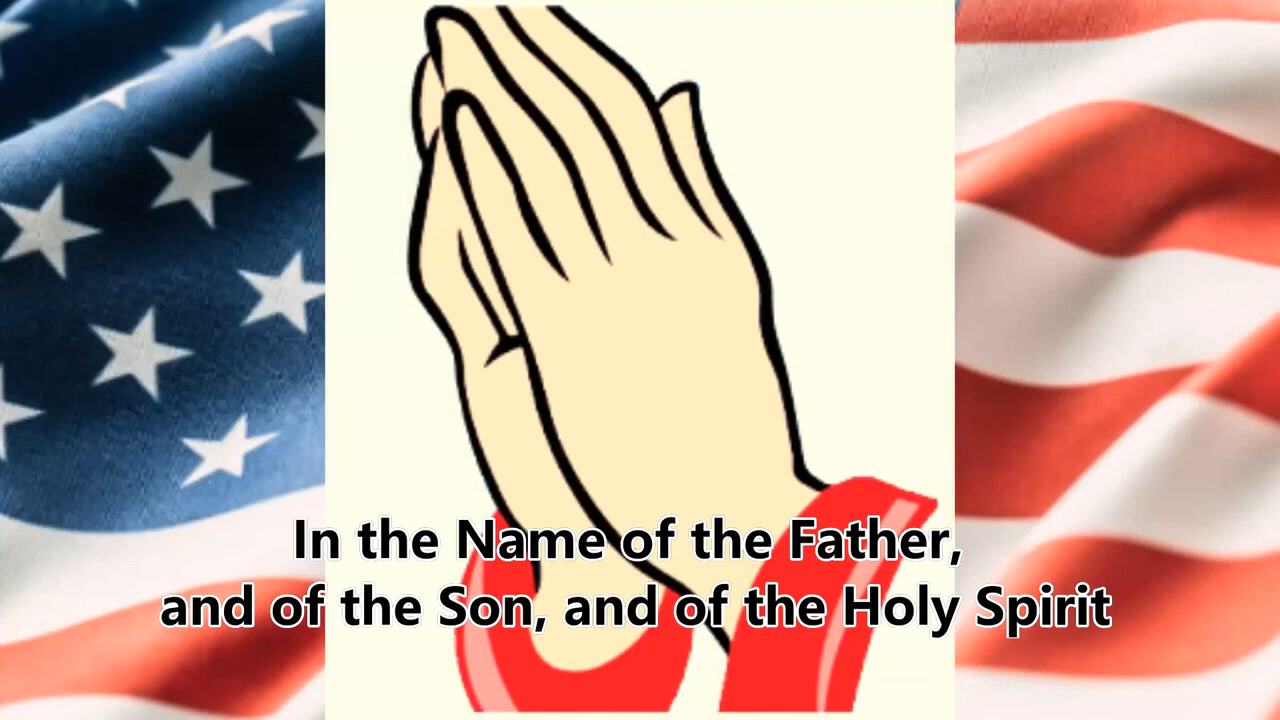 In the Name of the Father,
and of the Son, and of the Holy Spirit